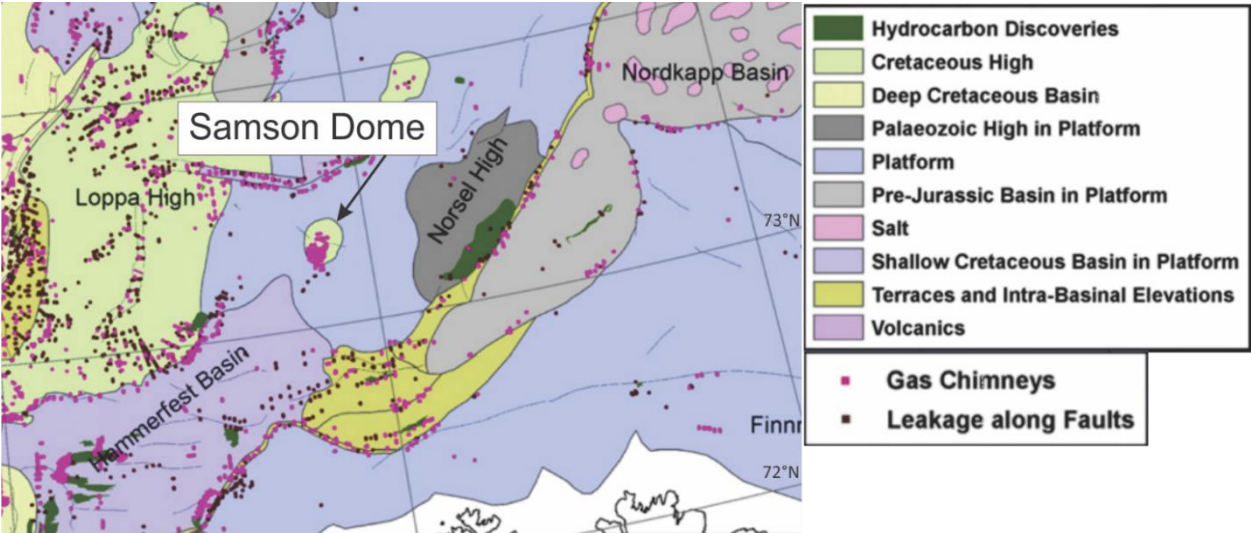 Nordkapp Basin
Samson Dome
Loppa High
Norsel High
73°N
Hammerfest Basin
Finnr
72°N
Hydrocarbon Discoveries
Cretaceous High
Deep Cretaceous Basin
Palaeozoic High in Platform
Platform
Pre-Jurassic Basin in Platform
Salt
Shallow Cretaceous Basin in Platform
Terraces and Intra-Basinal Elevations
Volcanics
Gas Chimneys
Leakage along Faults